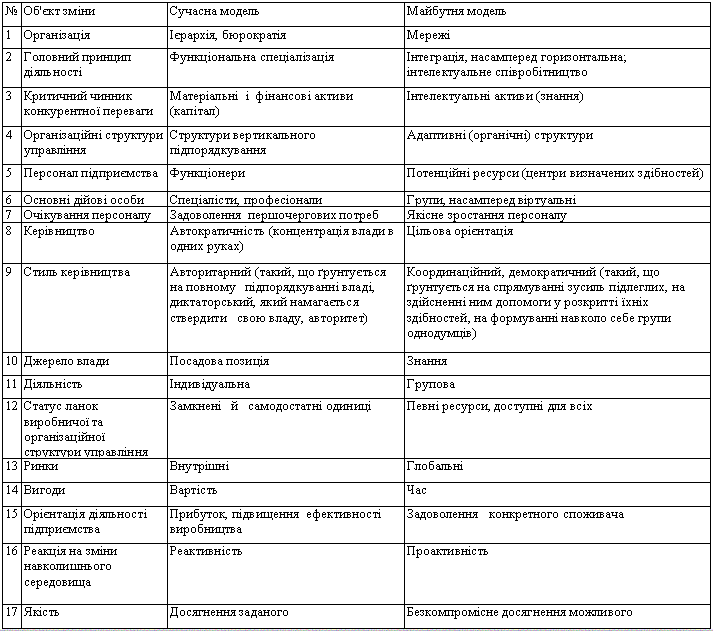 № Об'єкт зміни Сучасна модель Майбутня модель
1 Організація Ієрархія, бюрократія Мережі
2 Головний принцип діяльності Функціональна спеціалізація Інтеграція, насамперед горизонтальна; інтелектуальне співробітництво
3 Критичний чинник конкурентної переваги Матеріальні і фінансові активи (капітал) Інтелектуальні активи (знання)
4 Організаційні структури управління Структури вертикального підпорядкування Адаптивні (органічні) структури
5 Персонал підприємства Функціонери Потенційні ресурси (центри визначених здібностей)
6 Основні дійові особи Спеціалісти, професіонали Групи, насамперед віртуальні
7 Очікування персоналу Задоволення першочергових потреб Якісне зростання персоналу
8 Керівництво Автократичність (концентрація влади в одних руках) Цільова орієнтація
9 Стиль керівництва Авторитарний (такий, що ґрунтується на повному підпорядкуванні владі, диктаторський, який намагається ствердити свою владу, авторитет) Координаційний, демократичний (такий, що ґрунтується на спрямуванні зусиль підлеглих, на здійсненні ним допомоги у розкритті їхніх здібностей, на формуванні навколо себе групи однодумців)
10 Джерело влади Посадова позиція Знання
11 Діяльність Індивідуальна Групова
12 Статус ланок виробничої та організаційної структури управління Замкнені й самодостатні одиниці Певні ресурси, доступні для всіх
13 Ринки Внутрішні Глобальні
14 Вигоди Вартість Час
15 Орієнтація діяльності підприємства Прибуток, підвищення ефективності виробництва Задоволення конкретного споживача
16 Реакція на зміни навколишнього середовища Реактивність Проактивність
17 Якість Досягнення заданого Безкомпромісне досягнення можливого